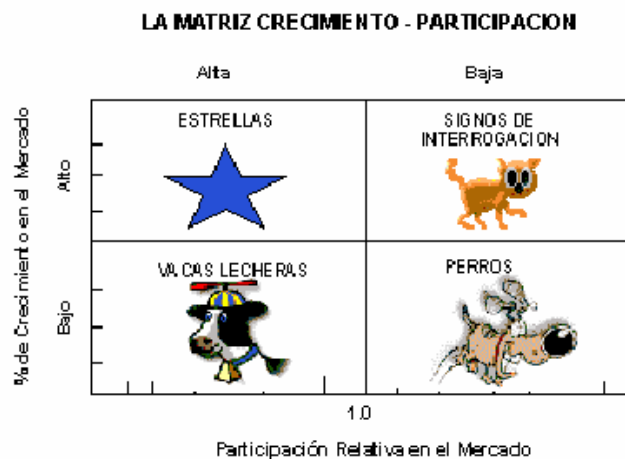 LA MATRIZ CRECIMIENTO - PARTICIPACION
Alta
Baja
% de Crecimiento en el Mercado
Alto
Bajo
ESTRELLAS
SIGNOS DE
INTERROGACION
VACAS LECHERAS
PERROS
1.0
Participación Relativa en el Mercado